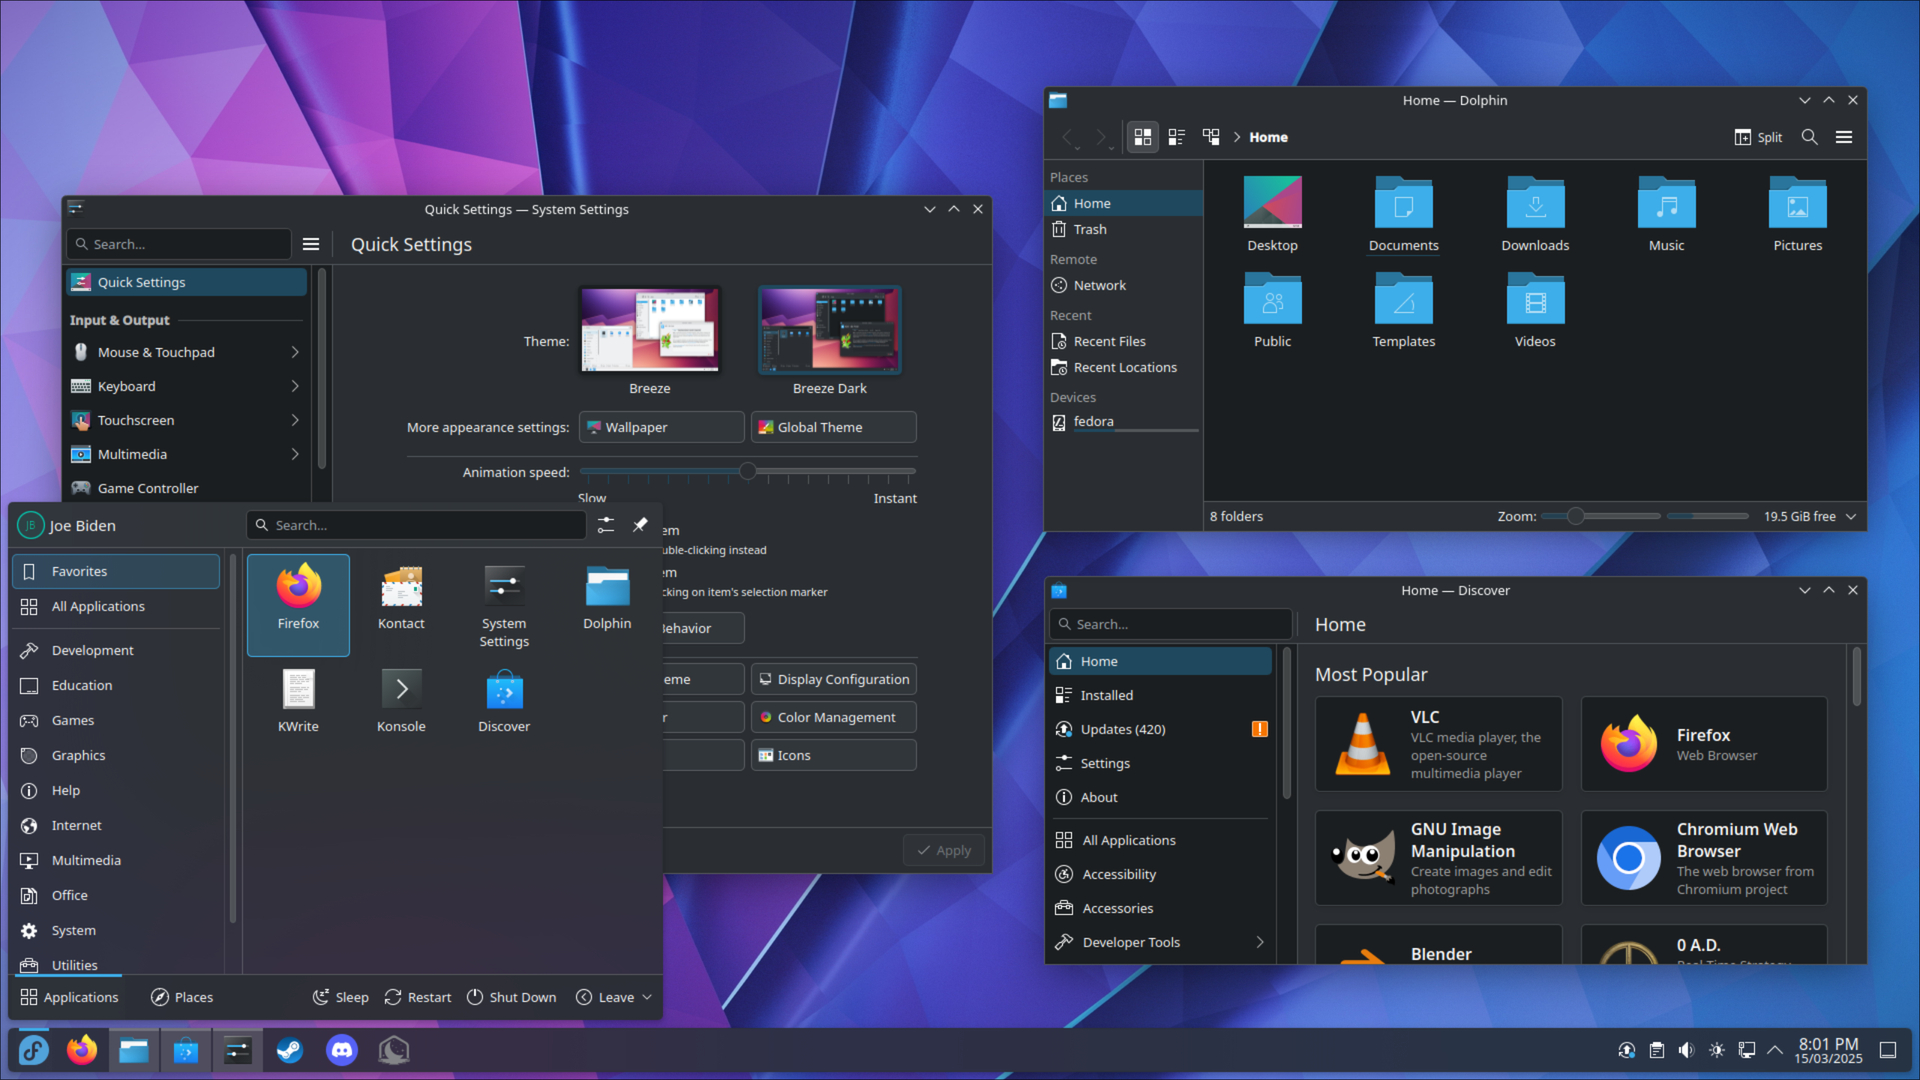 Home — Dolphin
Split
Home
Places
Home
Trash
Remote
Network
Recent
Recent Files
Recent Locations
Devices
fedora
Desktop
Documents
Downloads
Music
Pictures
Public
Templates
Videos
8 folders
Zoom:
19.5 GiB free
Quick Settings — System Settings
Search...
Quick Settings
Quick Settings
Input & Output
Mouse & Touchpad
Keyboard
Touchscreen
Multimedia
Game Controller
Theme:
Breeze
Breeze Dark
More appearance settings:
Wallpaper
Global Theme
Animation speed:
Slow
Instant
em
uble-clicking instead
em
cking on item's selection marker
Behavior
eme
Display Configuration
r
Color Management
Icons
Apply
JB
Joe Biden
Search...
Favorites
All Applications
Development
Education
Games
Graphics
Help
Internet
Multimedia
Office
System
Utilities
Firefox
Kontact
System
Settings
Dolphin
KWrite
Konsole
Discover
Applications
Places
Sleep
Restart
Shut Down
Leave
Home — Discover
Search...
Home
Home
Installed
Updates (420)
Settings
About
All Applications
Accessibility
Accessories
Developer Tools
Most Popular
VLC
VLC media player, the
open-source
multimedia player
Firefox
Web Browser
GNU Image
Manipulation
Create images and edit
photographs
Chromium Web
Browser
The web browser from
Chromium project
Blender
0 A.D.
Real-Time Strategy
8:01 PM
15/03/2025